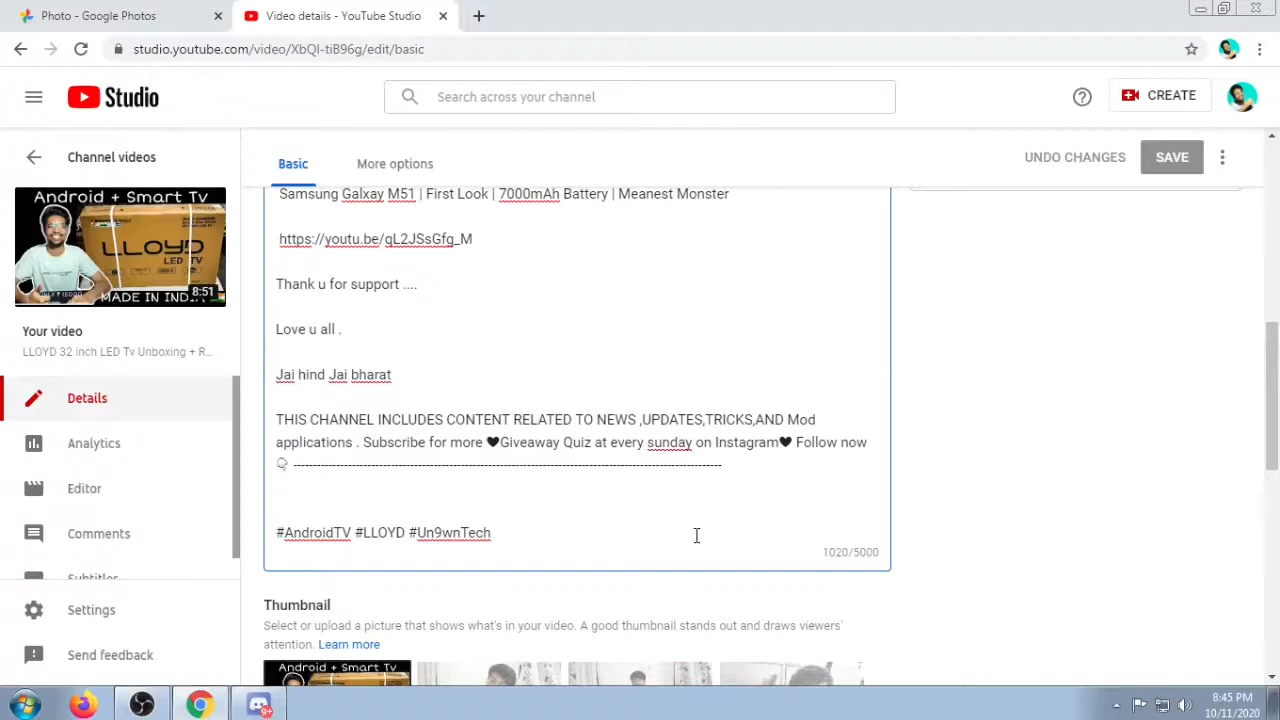 Photo - Google Photos
Video details - YouTube Studio
studio.youtube.com/video/XbQI-tiB96g/edit/basic
Studio
Search across your channel
CREATE
Channel videos
Basic
More options
UNDO CHANGES
SAVE
Android + Smart Tv
LLOYD
LED TV
ONLY ₹ 15000
8:51
MADE IN INDIA
Your video
LLOYD 32 inch LED Tv Unboxing + R...
Details
Analytics
Editor
Comments
Subtitles
Settings
Send feedback
Samsung Galxay M51 | First Look | 7000mAh Battery | Meanest Monster
https://youtu.be/qL2JSsGfg_M
Thank u for support ....
Love u all .
Jai hind Jai bharat
THIS CHANNEL INCLUDES CONTENT RELATED TO NEWS ,UPDATES,TRICKS,AND Mod
applications . Subscribe for more ❤Giveaway Quiz at every sunday on Instagram❤ Follow now
👇 -----------------------------------------------------------------------------------------------------------
#AndroidTV #LLOYD #Un9wnTech
1020/5000
Thumbnail
Select or upload a picture that shows what's in your video. A good thumbnail stands out and draws viewers'
attention. Learn more
Android + Smart Tv
9+
8:45 PM
10/11/2020